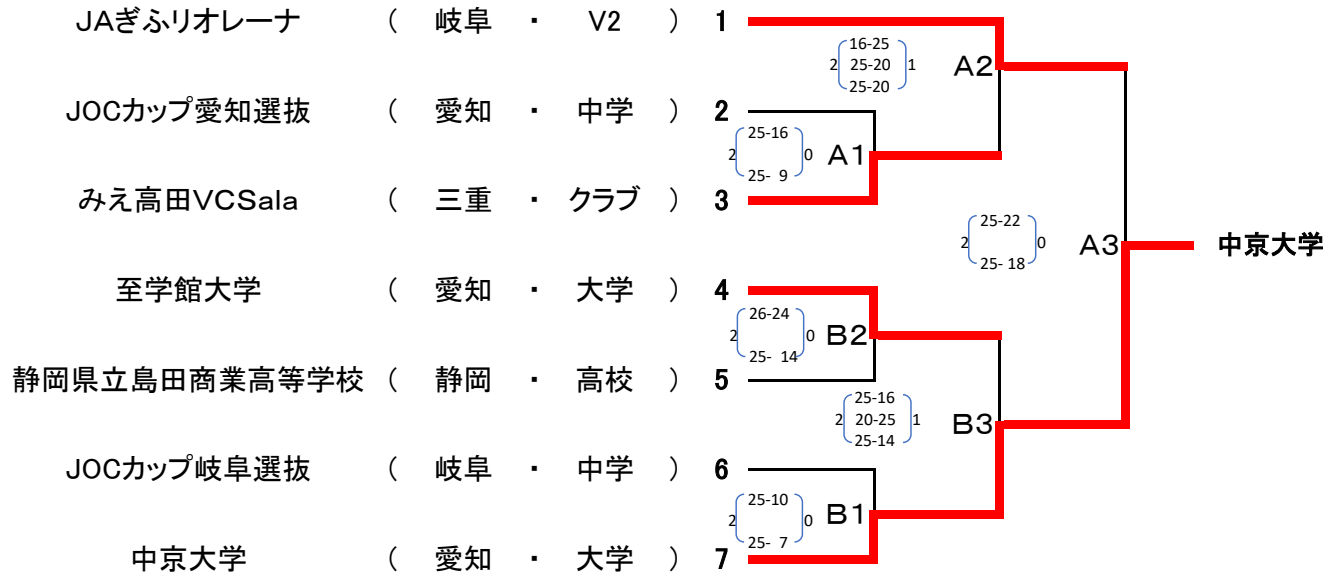 JAぎふリオレーナ ( 岐阜 ・ V2 ) 1
16-25
2 25-20 1 A2
25-20
JOCカップ愛知選抜 ( 愛知 ・ 中学 ) 2
25-16
2 0 A1
25- 9
みえ高田VCSala ( 三重 ・ クラブ ) 3
25-22
2 0 A3 中京大学
25- 18
至学館大学 ( 愛知 ・ 大学 ) 4
26-24
2 0 B2
25- 14
静岡県立島田商業高等学校 ( 静岡 ・ 高校 ) 5
25-16
2 20-25 1 B3
25-14
JOCカップ岐阜選抜 ( 岐阜 ・ 中学 ) 6
25-10
2 0 B1
25- 7
中京大学 ( 愛知 ・ 大学 ) 7